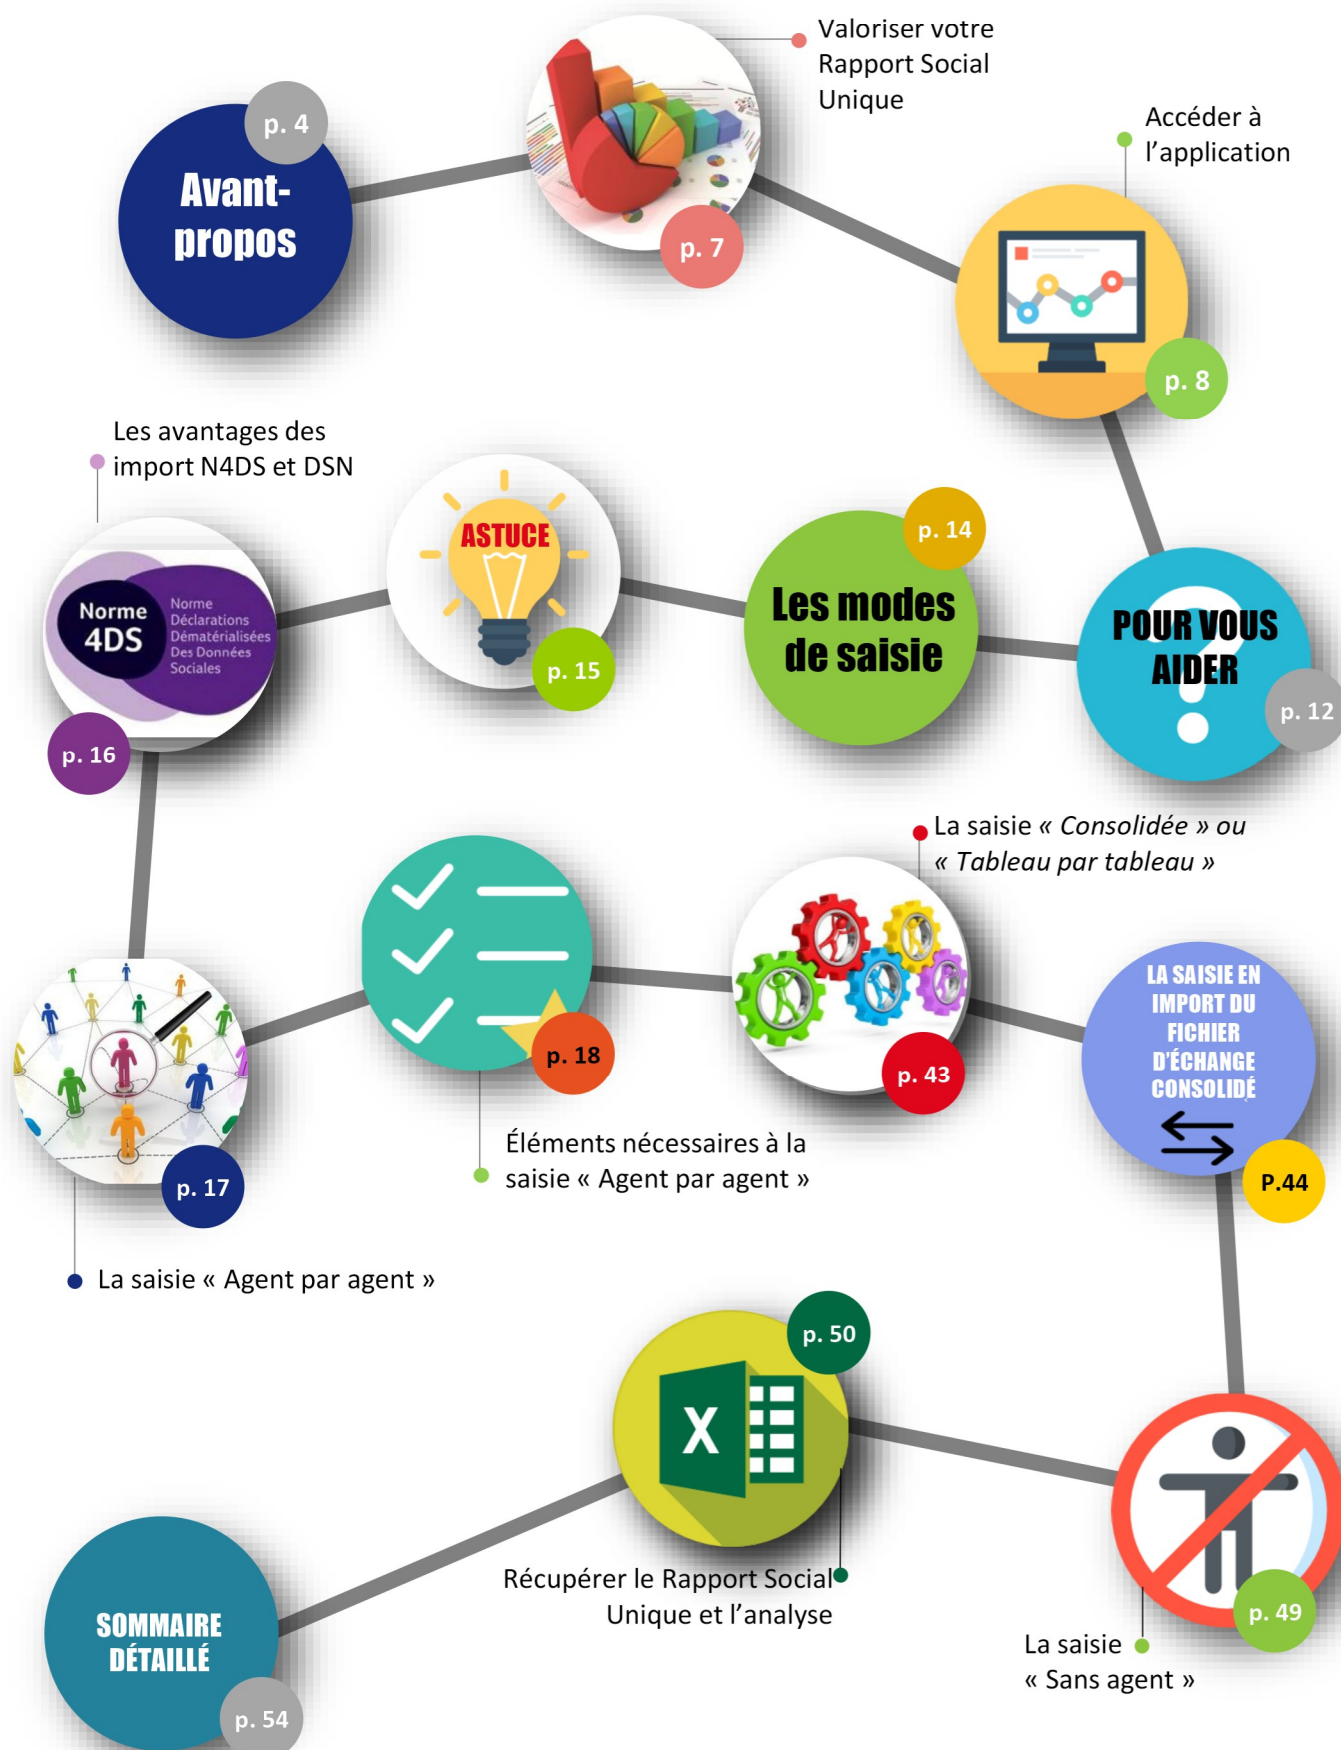 Avant-
propos
p. 4
Valoriser votre
Rapport Social
Unique
p. 7
Accéder à
l’application
p. 8
POUR VOUS
AIDER
?
p. 12
Les modes
de saisie
p. 14
ASTUCE
p. 15
Les avantages des
import N4DS et DSN
Norme
4DS
Norme
Déclarations
Dématérialisées
Des Données
Sociales
p. 16
p. 17
La saisie « Agent par agent »
p. 18
Éléments nécessaires à la
saisie « Agent par agent »
La saisie « Consolidée » ou
« Tableau par tableau »
p. 43
LA SAISIE EN
IMPORT DU
FICHIER
D’ÉCHANGE
CONSOLIDÉ
P.44
p. 49
La saisie
« Sans agent »
p. 50
X
Récupérer le Rapport Social
Unique et l’analyse
SOMMAIRE
DÉTAILLÉ
p. 54